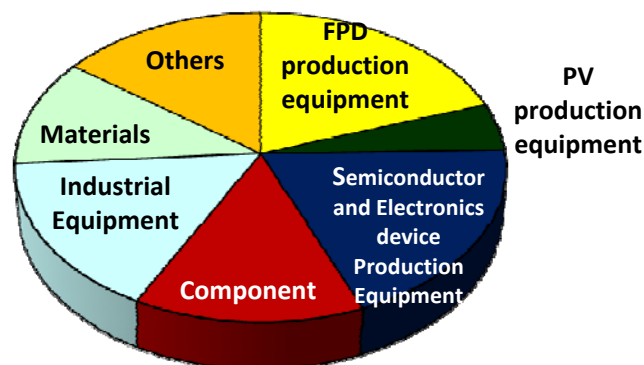 FPD
production
equipment
PV
production
equipment
Semiconductor
and Electronics
device
Production
Equipment
Component
Industrial
Equipment
Materials
Others